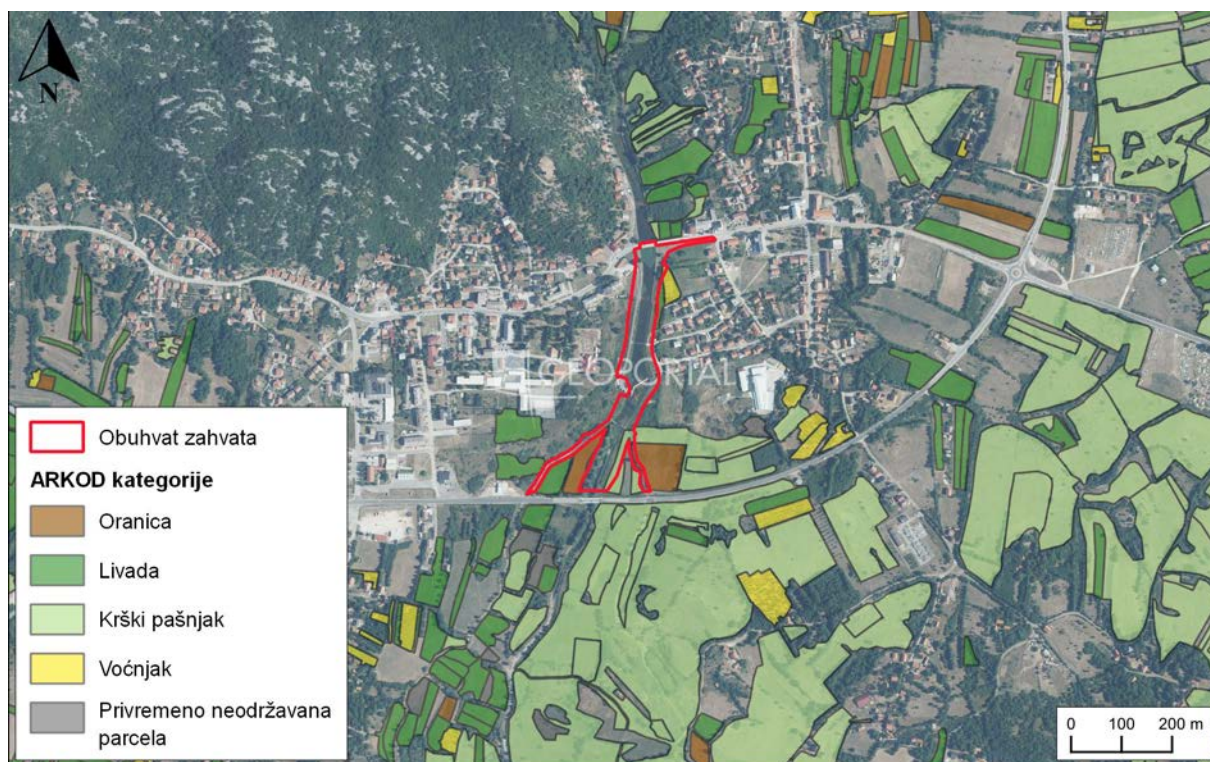 N
GEOPORTAL
Obuhvat zahvata
ARKOD kategorije
Oranica
Livada
Krški pašnjak
Voćnjak
Privremeno neodržavana
parcela
0 100 200 m